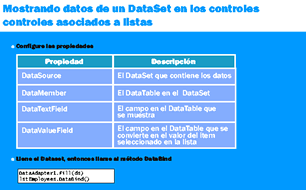 Mostrando datos de un DataSet en los controles
controles asociados a listas
Configure las propiedades
Propiedad Descripción
DataSource El DataSet que contiene los datos
DataMember El DataTable en el DataSet
DataTextField El campo en el DataTable que
se muestra
DataValueField El campo en el DataTable que se
convierte en el valor del item
seleccionado en la lista
Llene el Dataset, entonces llame al método DataBind
DataAdapter1.Fill(ds)
lstEmployees.DataBind()